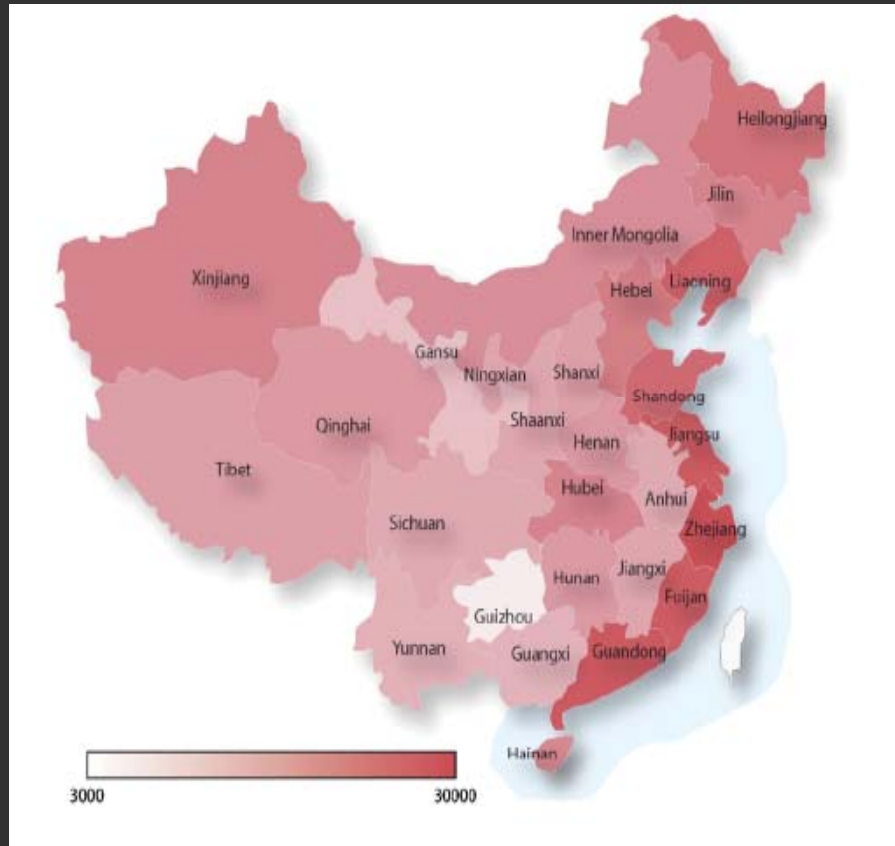 Heilongjiang
Jilin
Inner Mongolia
Xinjiang
Hebei
Liaoning
Gansu
Ningxian
Shanxi
Shandong
Qinghai
Shaanxi
Henan
Jiangsu
Tibet
Hubei
Anhui
Sichuan
Zhejiang
Hunan
Jiangxi
Fuijan
Guizhou
Yunnan
Guangxi
Guandong
Hainan
3000
30000